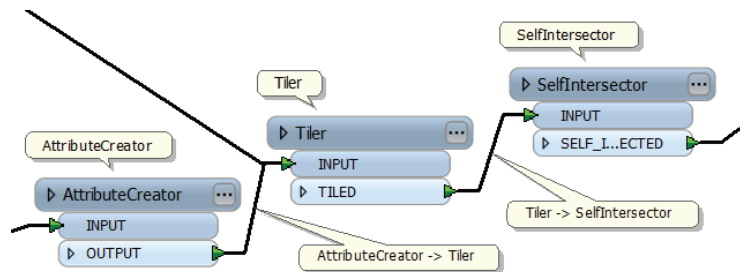 SelfIntersector
SelfIntersector
INPUT
SELF_I...ECTED
Tiler
Tiler
INPUT
TILED
AttributeCreator
AttributeCreator
INPUT
OUTPUT
Tiler -> SelfIntersector
AttributeCreator -> Tiler